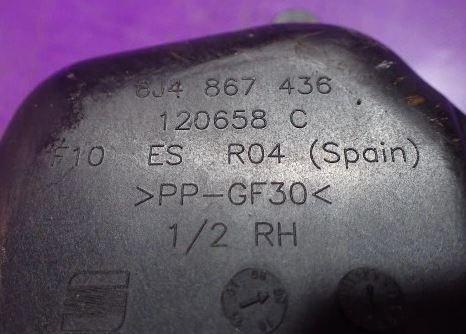 6J4 867 436
120658 C
F10 ES R04 (Spain)
>PP-GF30<
1/2 RH